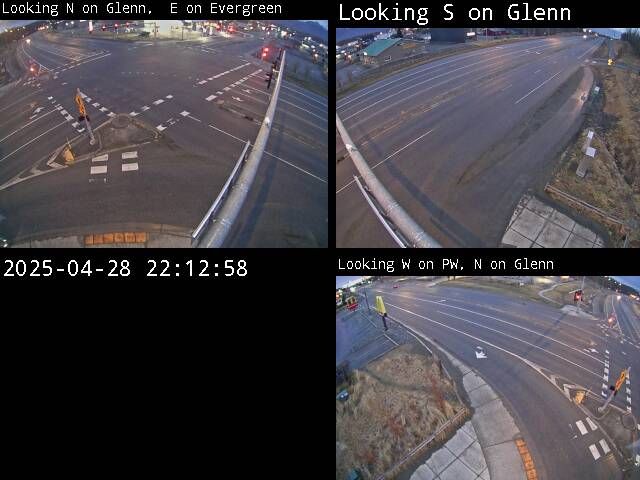 Looking N on Glenn,  E on Evergreen
Looking S on Glenn
2025-04-28 22:12:58
Looking W on PW, N on Glenn